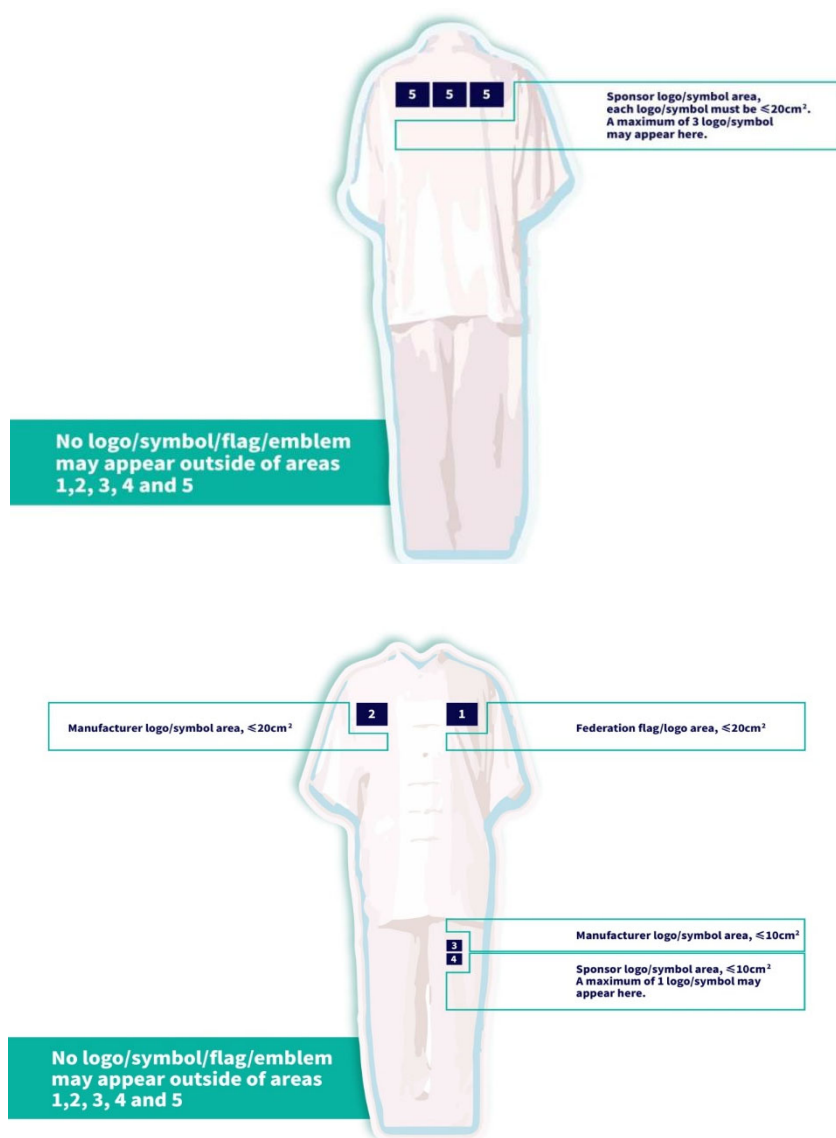 5 5 5
Sponsor logo/symbol area,
each logo/symbol must be ≤20cm².
A maximum of 3 logo/symbol
may appear here.
No logo/symbol/flag/emblem
may appear outside of areas
1,2, 3, 4 and 5
2
1
Manufacturer logo/symbol area, ≤20cm²
Federation flag/logo area, ≤20cm²
3
Manufacturer logo/symbol area, ≤10cm²
4
Sponsor logo/symbol area, ≤10cm²
A maximum of 1 logo/symbol may
appear here.
No logo/symbol/flag/emblem
may appear outside of areas
1,2, 3, 4 and 5